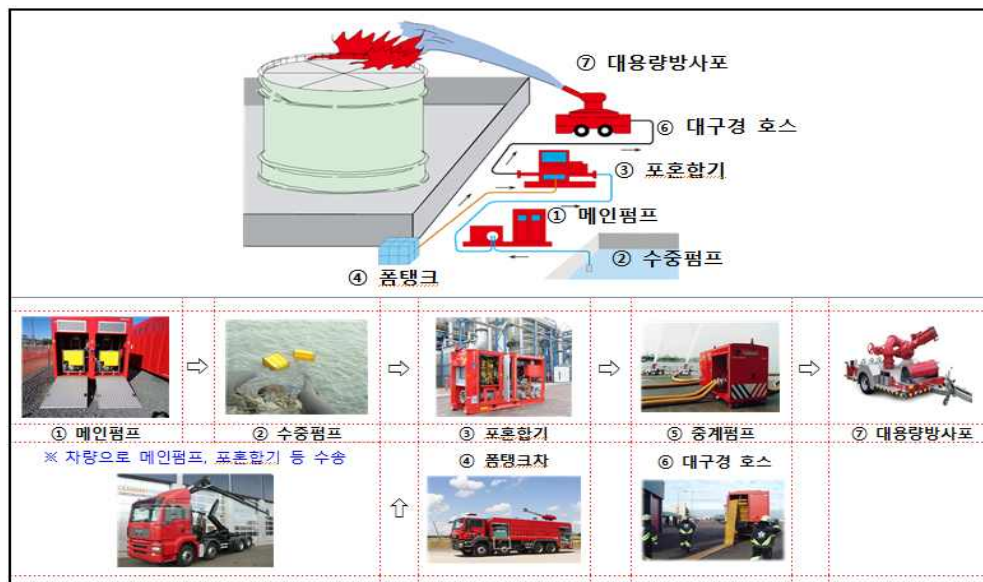 ⑦ 대용량방사포
⑥ 대구경 호스
③ 포혼합기
① 메인펌프
② 수중펌프
④ 폼탱크
① 메인펌프
② 수중펌프
③ 포혼합기
⑤ 중계펌프
⑦ 대용량방사포
※ 차량으로 메인펌프, 포혼합기 등 수송
④ 폼탱크차
⑥ 대구경 호스